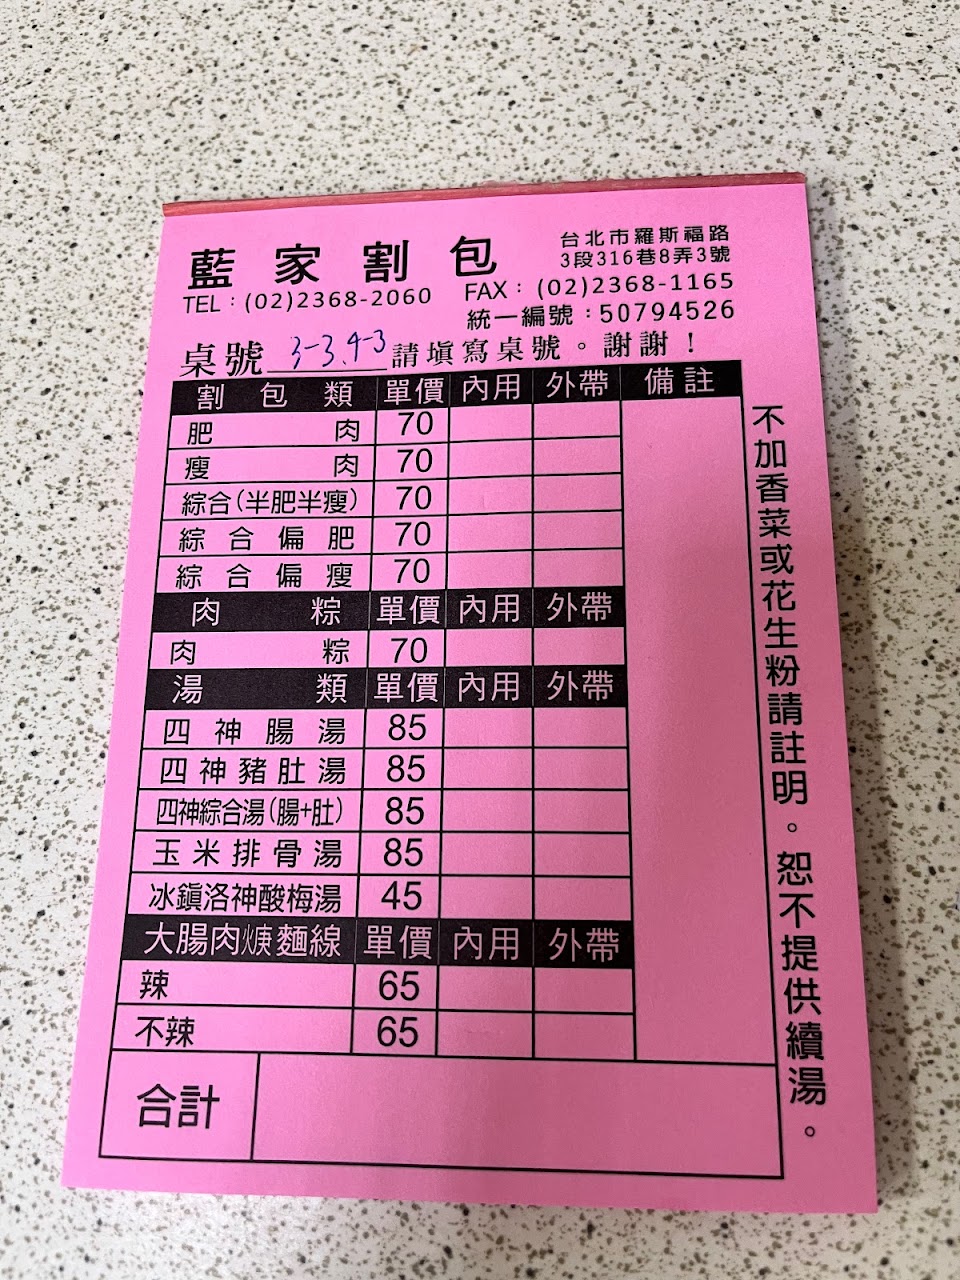 藍家割包
台北市羅斯福路
3段316巷8弄3號
TEL：(02)2368-2060 FAX：(02)2368-1165
統一編號：50794526
桌號 3-3、4-3 請填寫桌號。謝謝！
割包類 單價 內用 外帶 備註
肥肉 70
瘦肉 70
綜合(半肥半瘦) 70
綜合偏肥 70
綜合偏瘦 70
肉粽 單價 內用 外帶
肉粽 70
湯類 單價 內用 外帶
四神腸湯 85
四神豬肚湯 85
四神綜合湯(腸+肚) 85
玉米排骨湯 85
冰鎮洛神酸梅湯 45
大腸肉焿麵線 單價 內用 外帶
辣 65
不辣 65
合計
不加香菜或花生粉請註明。恕不提供續湯。